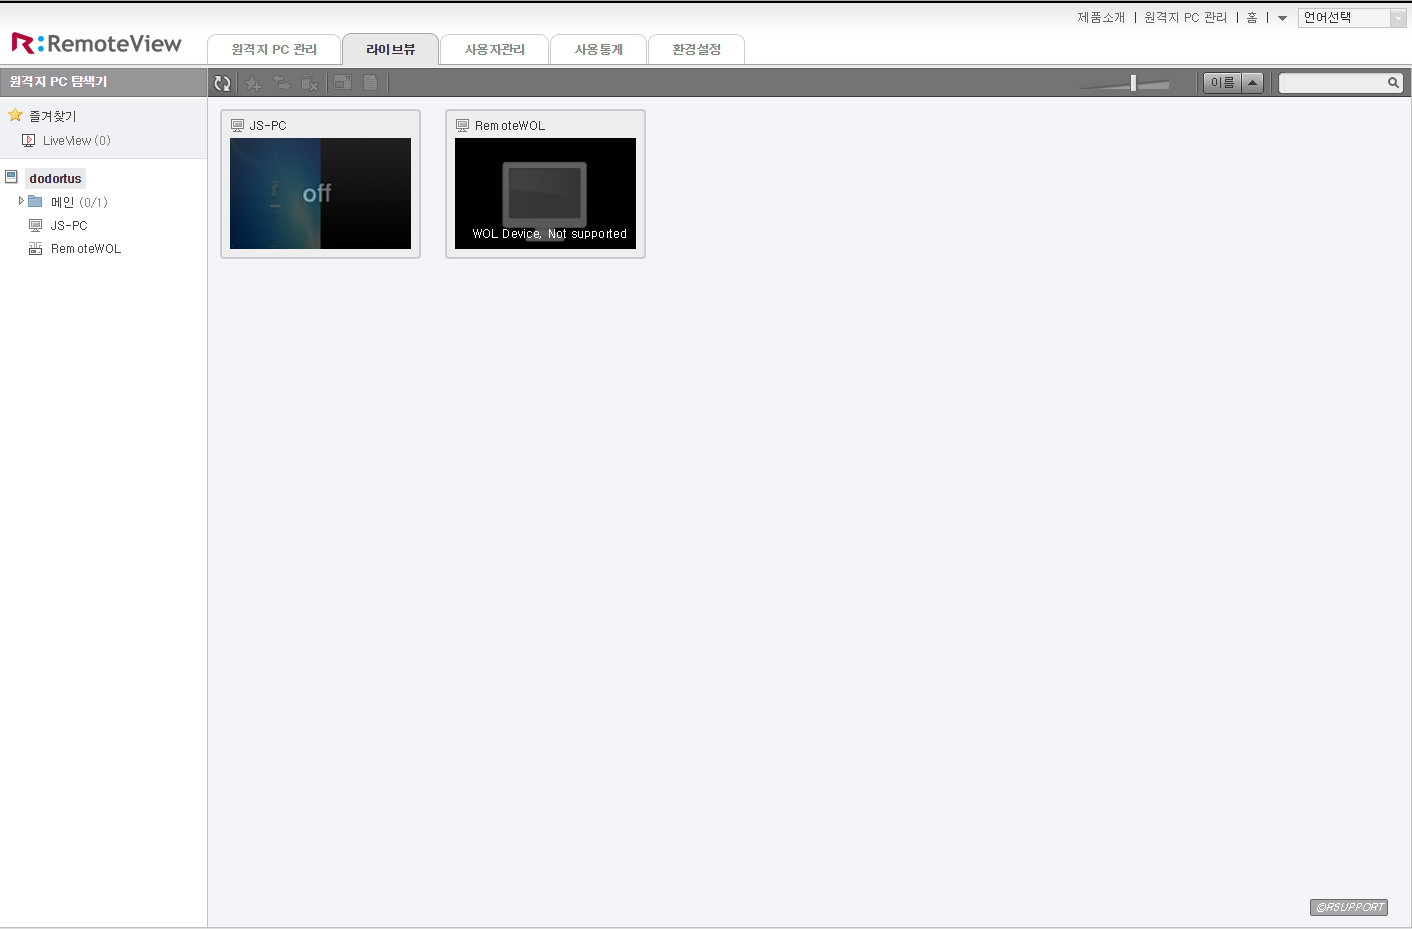 제품소개 | 원격지 PC 관리 | 홈 | 언어선택
R:RemoteView
원격지 PC 관리 라이브뷰 사용자관리 사용통계 환경설정
원격지 PC 탐색기
이름
즐겨찾기
LiveView (0)
dodortus
메인 (0/1)
JS-PC
RemoteWOL
JS-PC
off
RemoteWOL
WOL Device, Not supported
©RSUPPORT